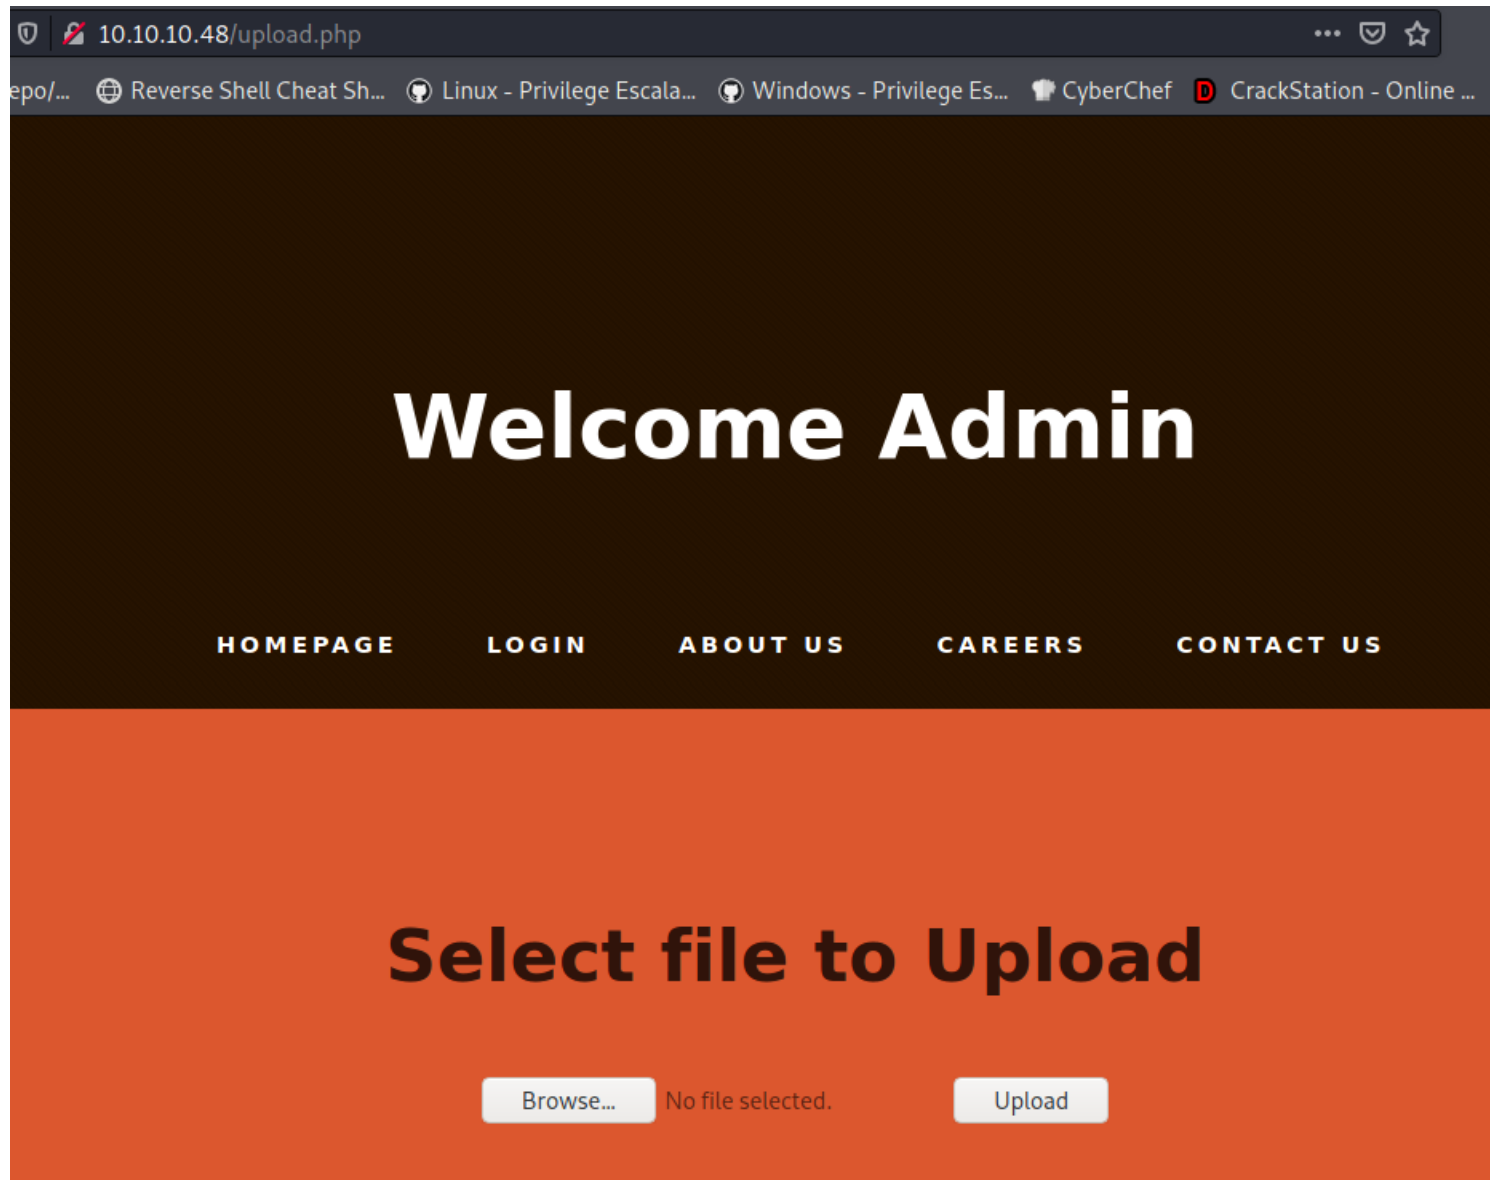 10.10.10.48/upload.php
epo/... Reverse Shell Cheat Sh... Linux - Privilege Escala... Windows - Privilege Es... CyberChef CrackStation - Online ...
Welcome Admin
HOMEPAGE LOGIN ABOUT US CAREERS CONTACT US
Select file to Upload
Browse... No file selected. Upload